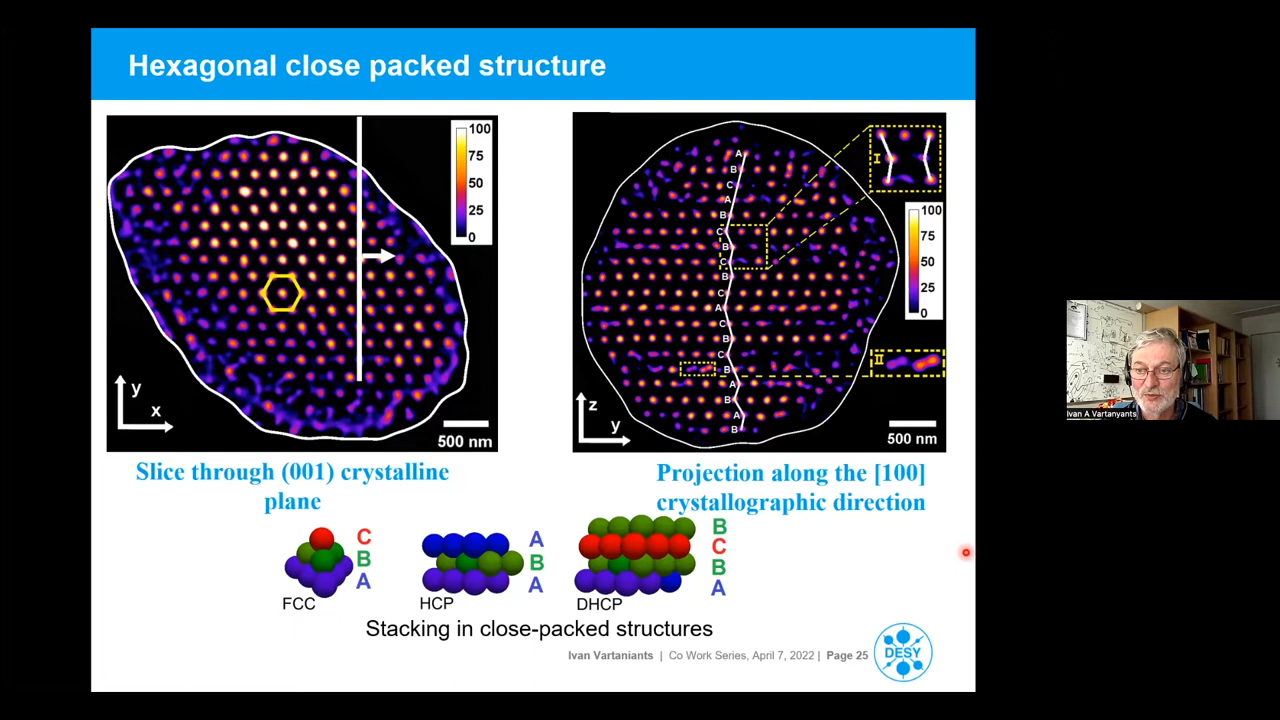 Hexagonal close packed structure
100
75
50
25
0
y
x
500 nm
A
B
C
A
B
C
B
C
B
C
A
C
B
C
B
A
B
A
B
I
100
75
50
25
0
II
z
y
500 nm
Slice through (001) crystalline
plane
Projection along the [100]
crystallographic direction
C
B
A
FCC
A
B
A
HCP
B
C
B
A
DHCP
Stacking in close-packed structures
Ivan Vartaniants | Co Work Series, April 7, 2022 | Page 25
DESY
Ivan A Vartanyants